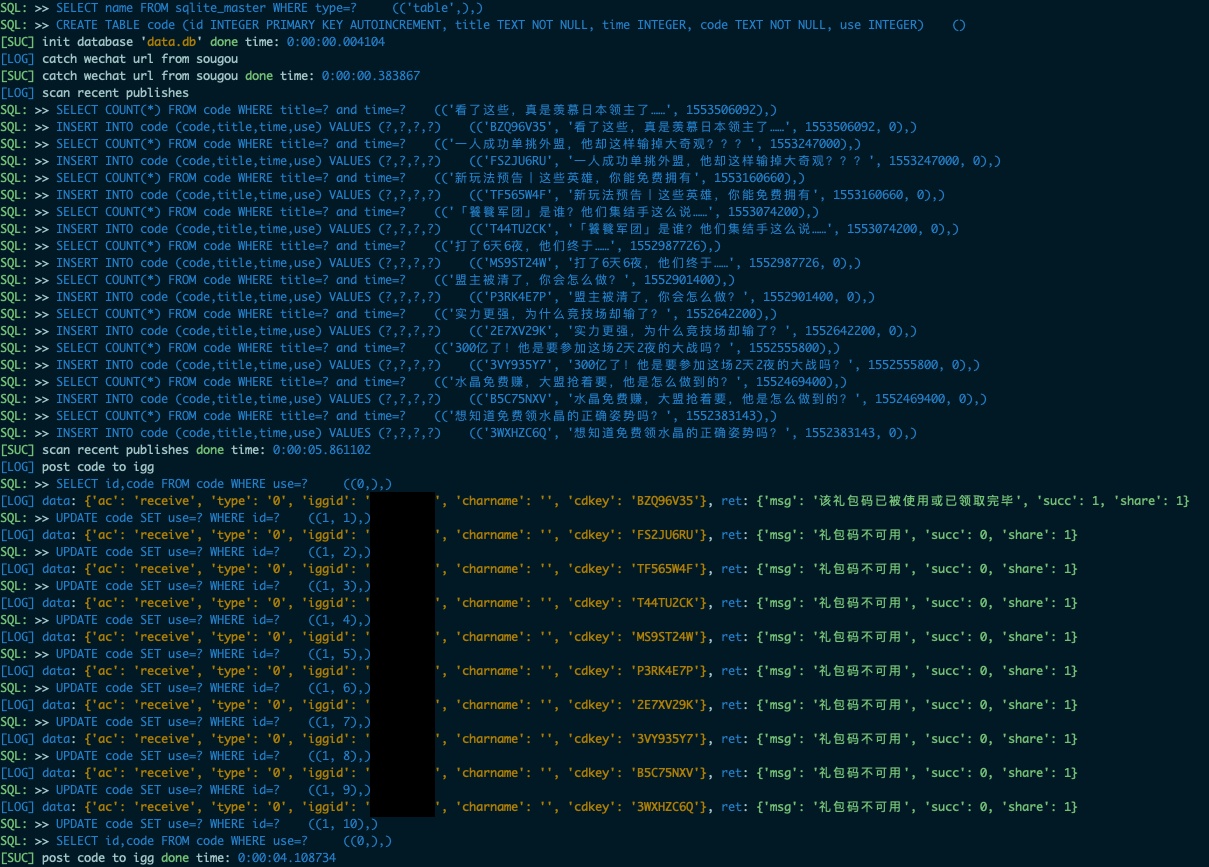 SQL: >> SELECT name FROM sqlite_master WHERE type=? (('table',),)
SQL: >> CREATE TABLE code (id INTEGER PRIMARY KEY AUTOINCREMENT, title TEXT NOT NULL, time INTEGER, code TEXT NOT NULL, use INTEGER) ()
[SUC] init database 'data.db' done time: 0:00:00.004104
[LOG] catch wechat url from sougou
[SUC] catch wechat url from sougou done time: 0:00:00.383867
[LOG] scan recent publishes
SQL: >> SELECT COUNT(*) FROM code WHERE title=? and time=? (('看了这些, 真是羡慕日本领主了……', 1553506092),)
SQL: >> INSERT INTO code (code,title,time,use) VALUES (?,?,?,?) (('BZQ96V35', '看了这些, 真是羡慕日本领主了……', 1553506092, 0),)
SQL: >> SELECT COUNT(*) FROM code WHERE title=? and time=? (('一人成功单挑外盟, 他却这样输掉大奇观? ? ? ', 1553247000),)
SQL: >> INSERT INTO code (code,title,time,use) VALUES (?,?,?,?) (('FS2JU6RU', '一人成功单挑外盟, 他却这样输掉大奇观? ? ? ', 1553247000, 0),)
SQL: >> SELECT COUNT(*) FROM code WHERE title=? and time=? (('新玩法预告丨这些英雄, 你能免费拥有', 1553160660),)
SQL: >> INSERT INTO code (code,title,time,use) VALUES (?,?,?,?) (('TF565W4F', '新玩法预告丨这些英雄, 你能免费拥有', 1553160660, 0),)
SQL: >> SELECT COUNT(*) FROM code WHERE title=? and time=? (('「饕餮军团」是谁? 他们集结手这么说……', 1553074200),)
SQL: >> INSERT INTO code (code,title,time,use) VALUES (?,?,?,?) (('T44TU2CK', '「饕餮军团」是谁? 他们集结手这么说……', 1553074200, 0),)
SQL: >> SELECT COUNT(*) FROM code WHERE title=? and time=? (('打了6天6夜, 他们终于……', 1552987726),)
SQL: >> INSERT INTO code (code,title,time,use) VALUES (?,?,?,?) (('MS9ST24W', '打了6天6夜, 他们终于……', 1552987726, 0),)
SQL: >> SELECT COUNT(*) FROM code WHERE title=? and time=? (('盟主被清了, 你会怎么做? ', 1552901400),)
SQL: >> INSERT INTO code (code,title,time,use) VALUES (?,?,?,?) (('P3RK4E7P', '盟主被清了, 你会怎么做? ', 1552901400, 0),)
SQL: >> SELECT COUNT(*) FROM code WHERE title=? and time=? (('实力更强, 为什么竞技场却输了? ', 1552642200),)
SQL: >> INSERT INTO code (code,title,time,use) VALUES (?,?,?,?) (('2E7XV29K', '实力更强, 为什么竞技场却输了? ', 1552642200, 0),)
SQL: >> SELECT COUNT(*) FROM code WHERE title=? and time=? (('300亿了! 他是要参加这场2天2夜的大战吗? ', 1552555800),)
SQL: >> INSERT INTO code (code,title,time,use) VALUES (?,?,?,?) (('3VY935Y7', '300亿了! 他是要参加这场2天2夜的大战吗? ', 1552555800, 0),)
SQL: >> SELECT COUNT(*) FROM code WHERE title=? and time=? (('水晶免费赚, 大盟抢着要, 他是怎么做到的? ', 1552469400),)
SQL: >> INSERT INTO code (code,title,time,use) VALUES (?,?,?,?) (('B5C75NXV', '水晶免费赚, 大盟抢着要, 他是怎么做到的? ', 1552469400, 0),)
SQL: >> SELECT COUNT(*) FROM code WHERE title=? and time=? (('想知道免费领水晶的正确姿势吗? ', 1552383143),)
SQL: >> INSERT INTO code (code,title,time,use) VALUES (?,?,?,?) (('3WXHZC6Q', '想知道免费领水晶的正确姿势吗? ', 1552383143, 0),)
[SUC] scan recent publishes done time: 0:00:05.861102
[LOG] post code to igg
SQL: >> SELECT id,code FROM code WHERE use=? ((0,),)
[LOG] data: {'ac': 'receive', 'type': '0', 'iggid': ' ', 'charname': '', 'cdkey': 'BZQ96V35'}, ret: {'msg': '该礼包码已被使用或已领取完毕', 'succ': 1, 'share': 1}
SQL: >> UPDATE code SET use=? WHERE id=? ((1, 1),)
[LOG] data: {'ac': 'receive', 'type': '0', 'iggid': ' ', 'charname': '', 'cdkey': 'FS2JU6RU'}, ret: {'msg': '礼包码不可用', 'succ': 0, 'share': 1}
SQL: >> UPDATE code SET use=? WHERE id=? ((1, 2),)
[LOG] data: {'ac': 'receive', 'type': '0', 'iggid': ' ', 'charname': '', 'cdkey': 'TF565W4F'}, ret: {'msg': '礼包码不可用', 'succ': 0, 'share': 1}
SQL: >> UPDATE code SET use=? WHERE id=? ((1, 3),)
[LOG] data: {'ac': 'receive', 'type': '0', 'iggid': ' ', 'charname': '', 'cdkey': 'T44TU2CK'}, ret: {'msg': '礼包码不可用', 'succ': 0, 'share': 1}
SQL: >> UPDATE code SET use=? WHERE id=? ((1, 4),)
[LOG] data: {'ac': 'receive', 'type': '0', 'iggid': ' ', 'charname': '', 'cdkey': 'MS9ST24W'}, ret: {'msg': '礼包码不可用', 'succ': 0, 'share': 1}
SQL: >> UPDATE code SET use=? WHERE id=? ((1, 5),)
[LOG] data: {'ac': 'receive', 'type': '0', 'iggid': ' ', 'charname': '', 'cdkey': 'P3RK4E7P'}, ret: {'msg': '礼包码不可用', 'succ': 0, 'share': 1}
SQL: >> UPDATE code SET use=? WHERE id=? ((1, 6),)
[LOG] data: {'ac': 'receive', 'type': '0', 'iggid': ' ', 'charname': '', 'cdkey': '2E7XV29K'}, ret: {'msg': '礼包码不可用', 'succ': 0, 'share': 1}
SQL: >> UPDATE code SET use=? WHERE id=? ((1, 7),)
[LOG] data: {'ac': 'receive', 'type': '0', 'iggid': ' ', 'charname': '', 'cdkey': '3VY935Y7'}, ret: {'msg': '礼包码不可用', 'succ': 0, 'share': 1}
SQL: >> UPDATE code SET use=? WHERE id=? ((1, 8),)
[LOG] data: {'ac': 'receive', 'type': '0', 'iggid': ' ', 'charname': '', 'cdkey': 'B5C75NXV'}, ret: {'msg': '礼包码不可用', 'succ': 0, 'share': 1}
SQL: >> UPDATE code SET use=? WHERE id=? ((1, 9),)
[LOG] data: {'ac': 'receive', 'type': '0', 'iggid': ' ', 'charname': '', 'cdkey': '3WXHZC6Q'}, ret: {'msg': '礼包码不可用', 'succ': 0, 'share': 1}
SQL: >> UPDATE code SET use=? WHERE id=? ((1, 10),)
SQL: >> SELECT id,code FROM code WHERE use=? ((0,),)
[SUC] post code to igg done time: 0:00:04.108734